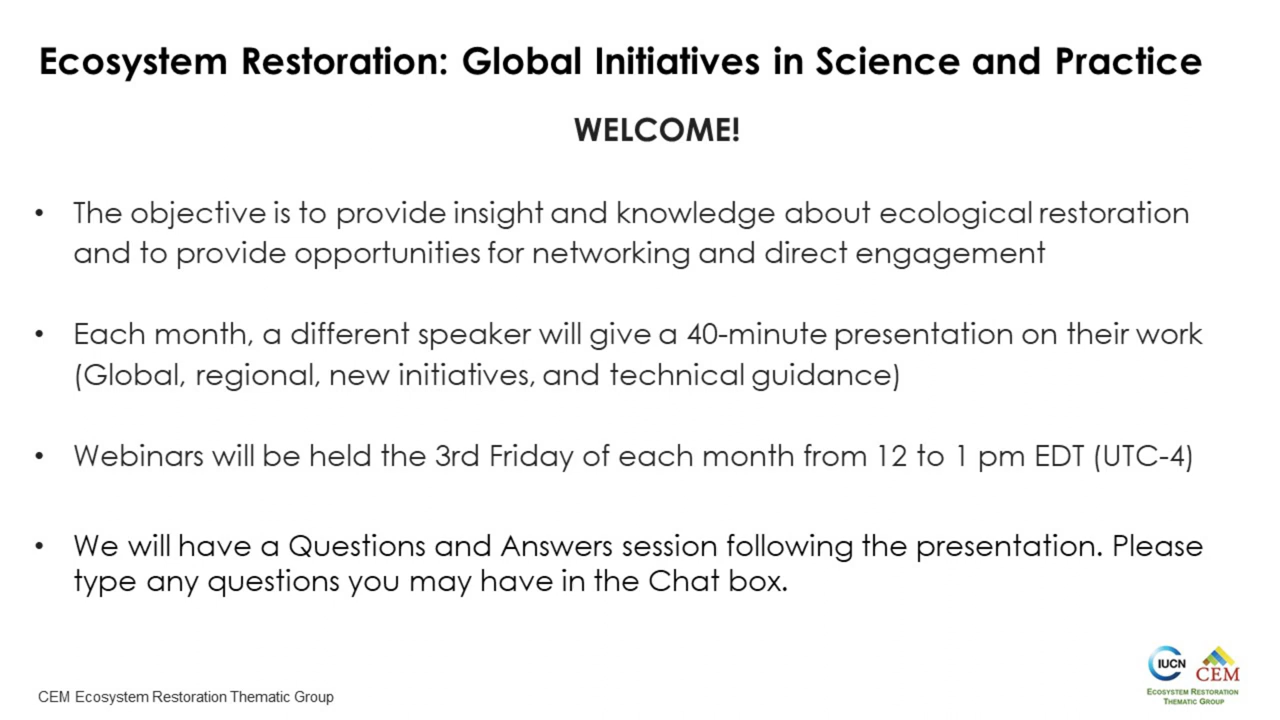 Ecosystem Restoration: Global Initiatives in Science and Practice
WELCOME!
• The objective is to provide insight and knowledge about ecological restoration
and to provide opportunities for networking and direct engagement
• Each month, a different speaker will give a 40-minute presentation on their work
(Global, regional, new initiatives, and technical guidance)
• Webinars will be held the 3rd Friday of each month from 12 to 1 pm EDT (UTC-4)
• We will have a Questions and Answers session following the presentation. Please
type any questions you may have in the Chat box.
IUCN CEM
ECOSYSTEM RESTORATION
THEMATIC GROUP
CEM Ecosystem Restoration Thematic Group